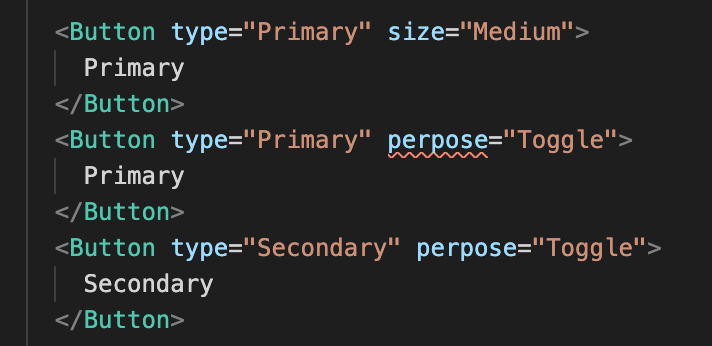 <Button type="Primary" size="Medium">
Primary
</Button>
<Button type="Primary" perpose="Toggle">
Primary
</Button>
<Button type="Secondary" perpose="Toggle">
Secondary
</Button>